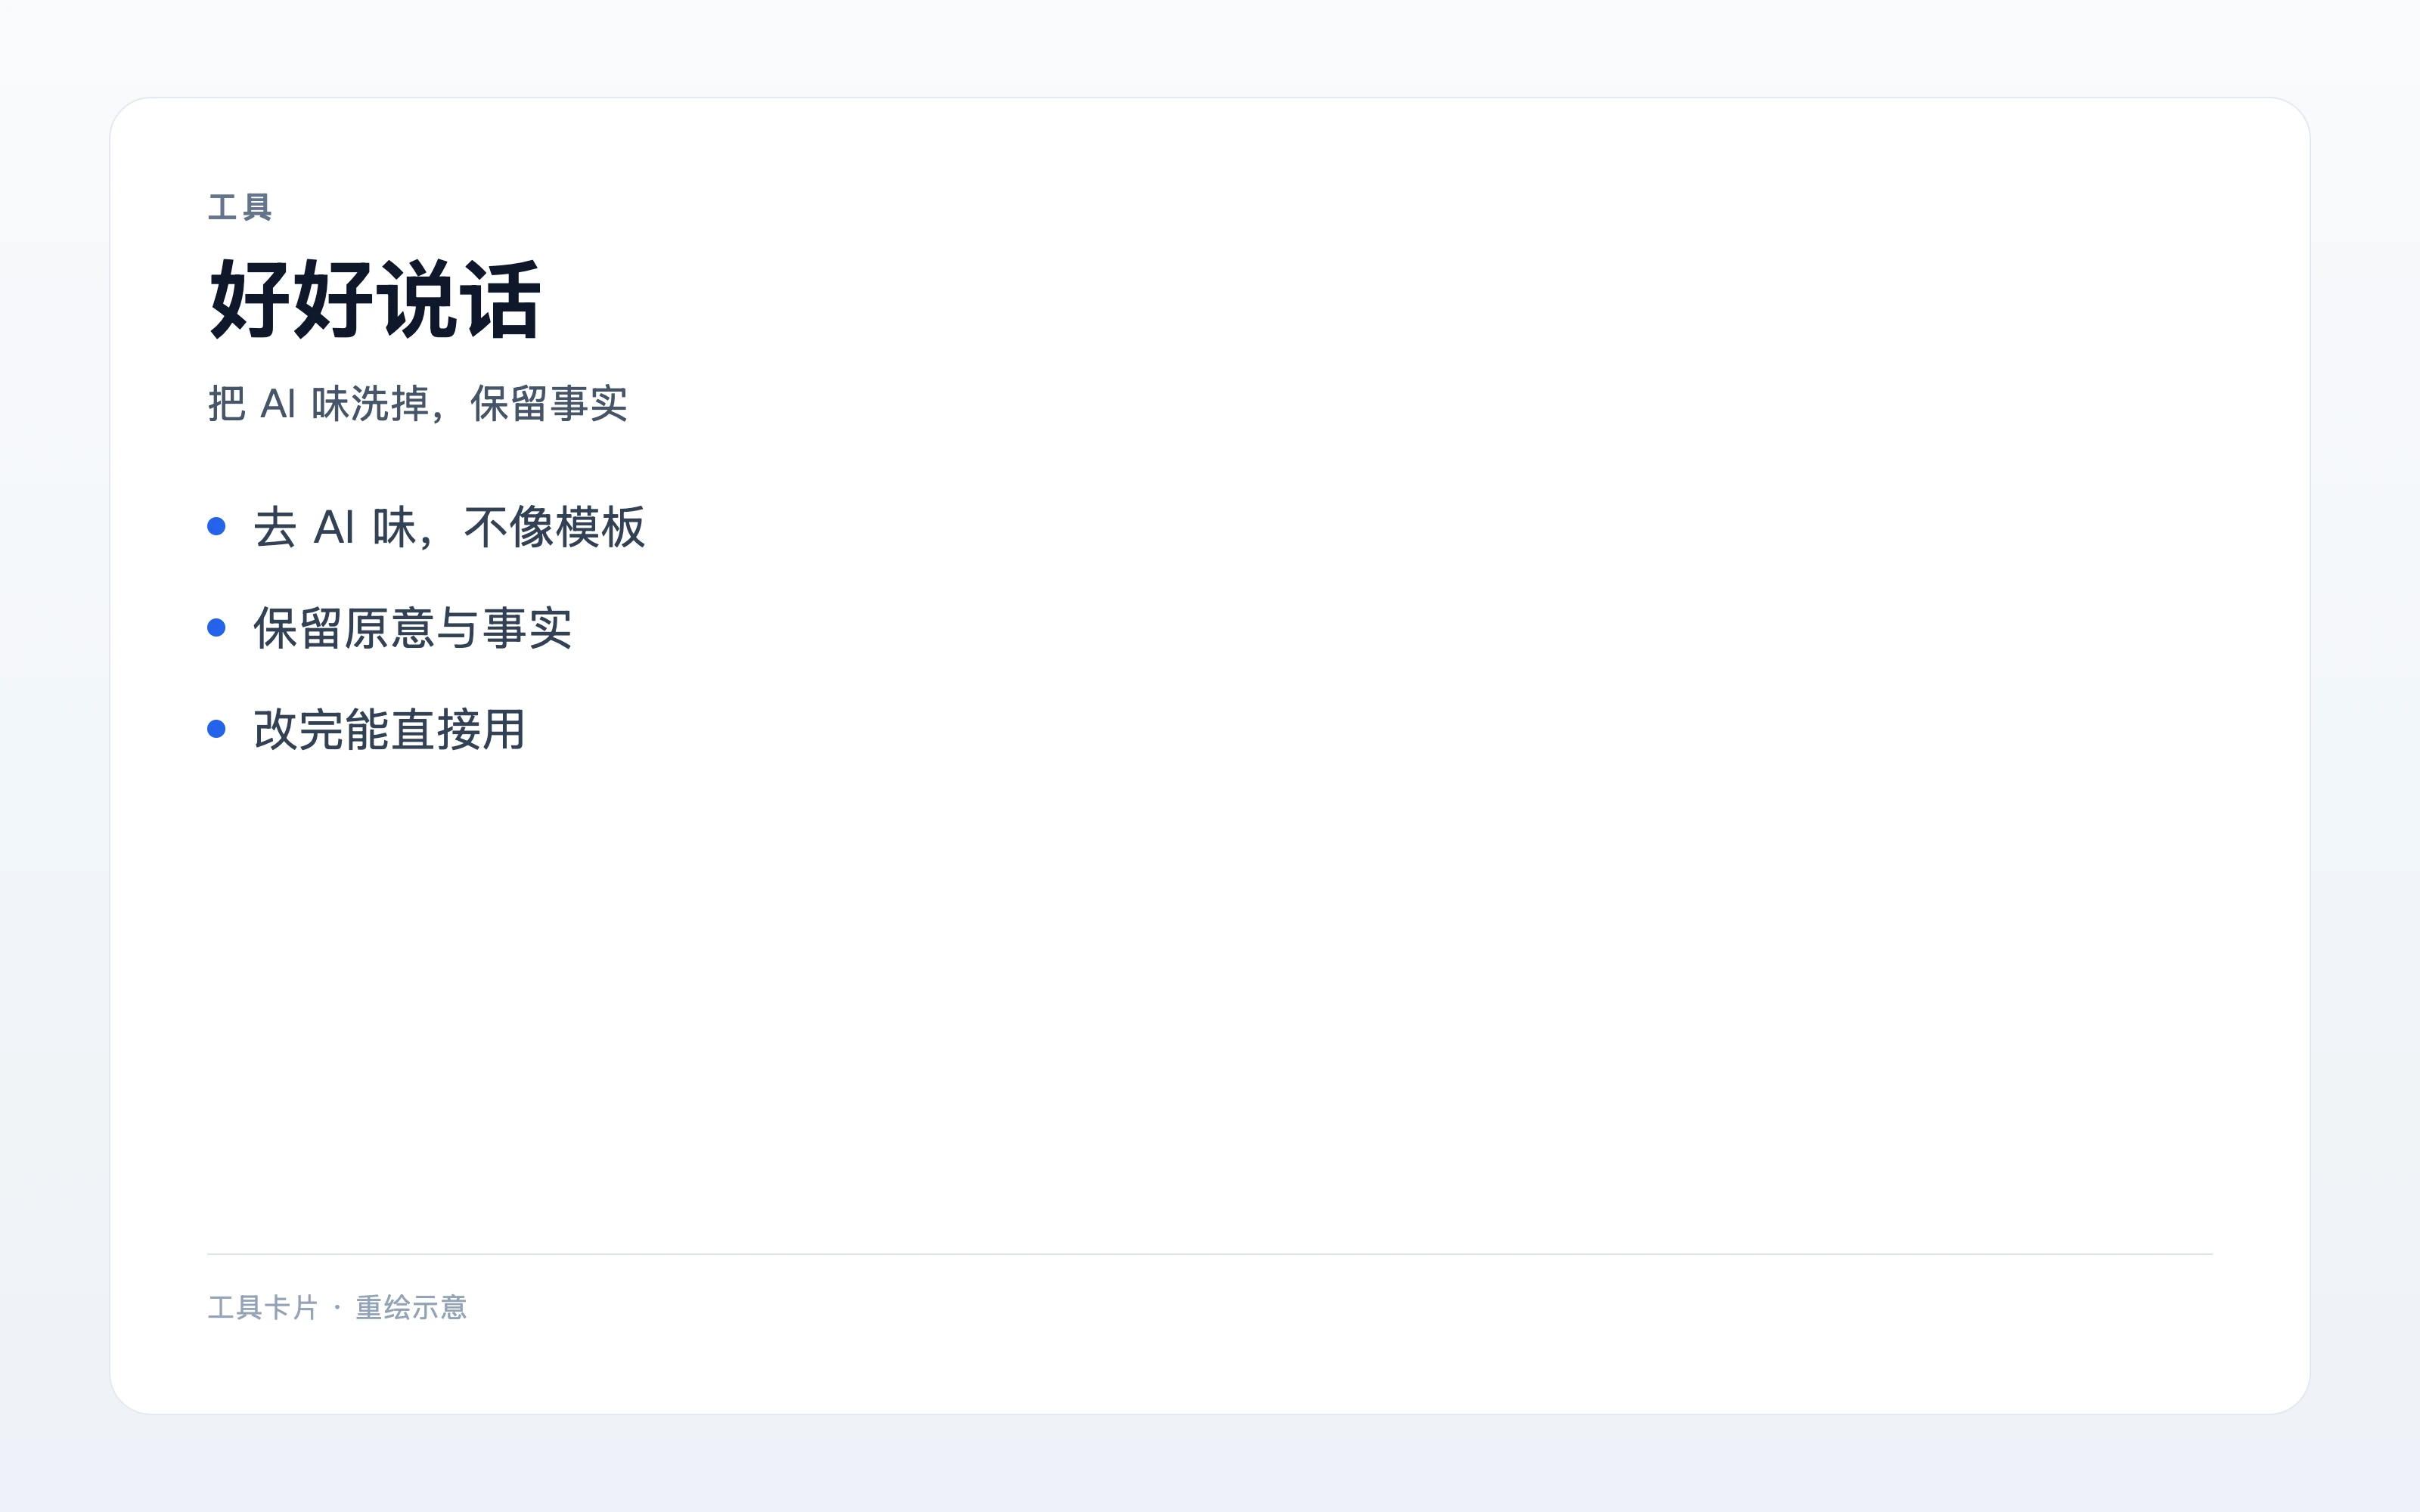 工具
好好说话
把 AI 味洗掉，保留事实
去 AI 味，不像模板
保留原意与事实
改完能直接用
工具卡片 · 重绘示意